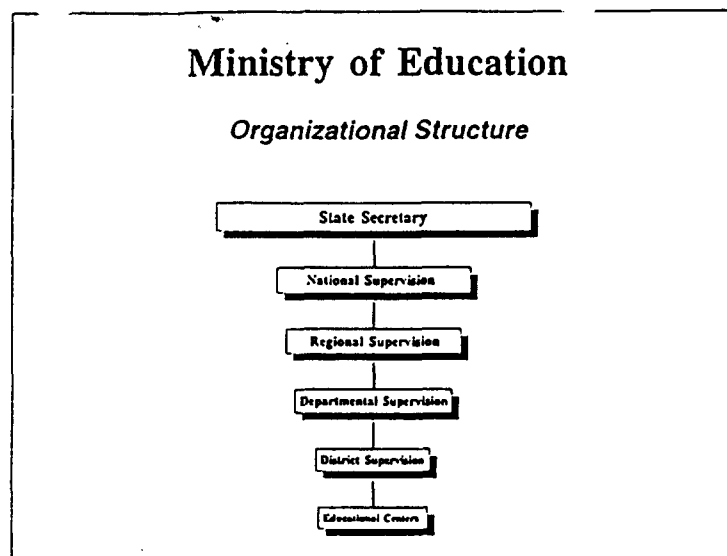 Ministry of Education
Organizational Structure
State Secretary
National Supervision
Regional Supervision
Departmental Supervision
District Supervision
Educational Centers